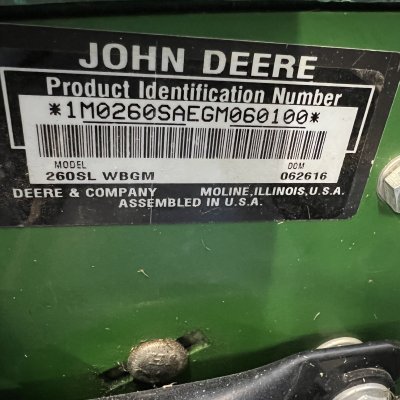 JOHN DEERE
Product Identification Number
*1M0260SAEGM060100*
MODEL DOM
260SL WBGM 062616
DEERE & COMPANY MOLINE, ILLINOIS, U.S.A.
ASSEMBLED IN U.S.A.